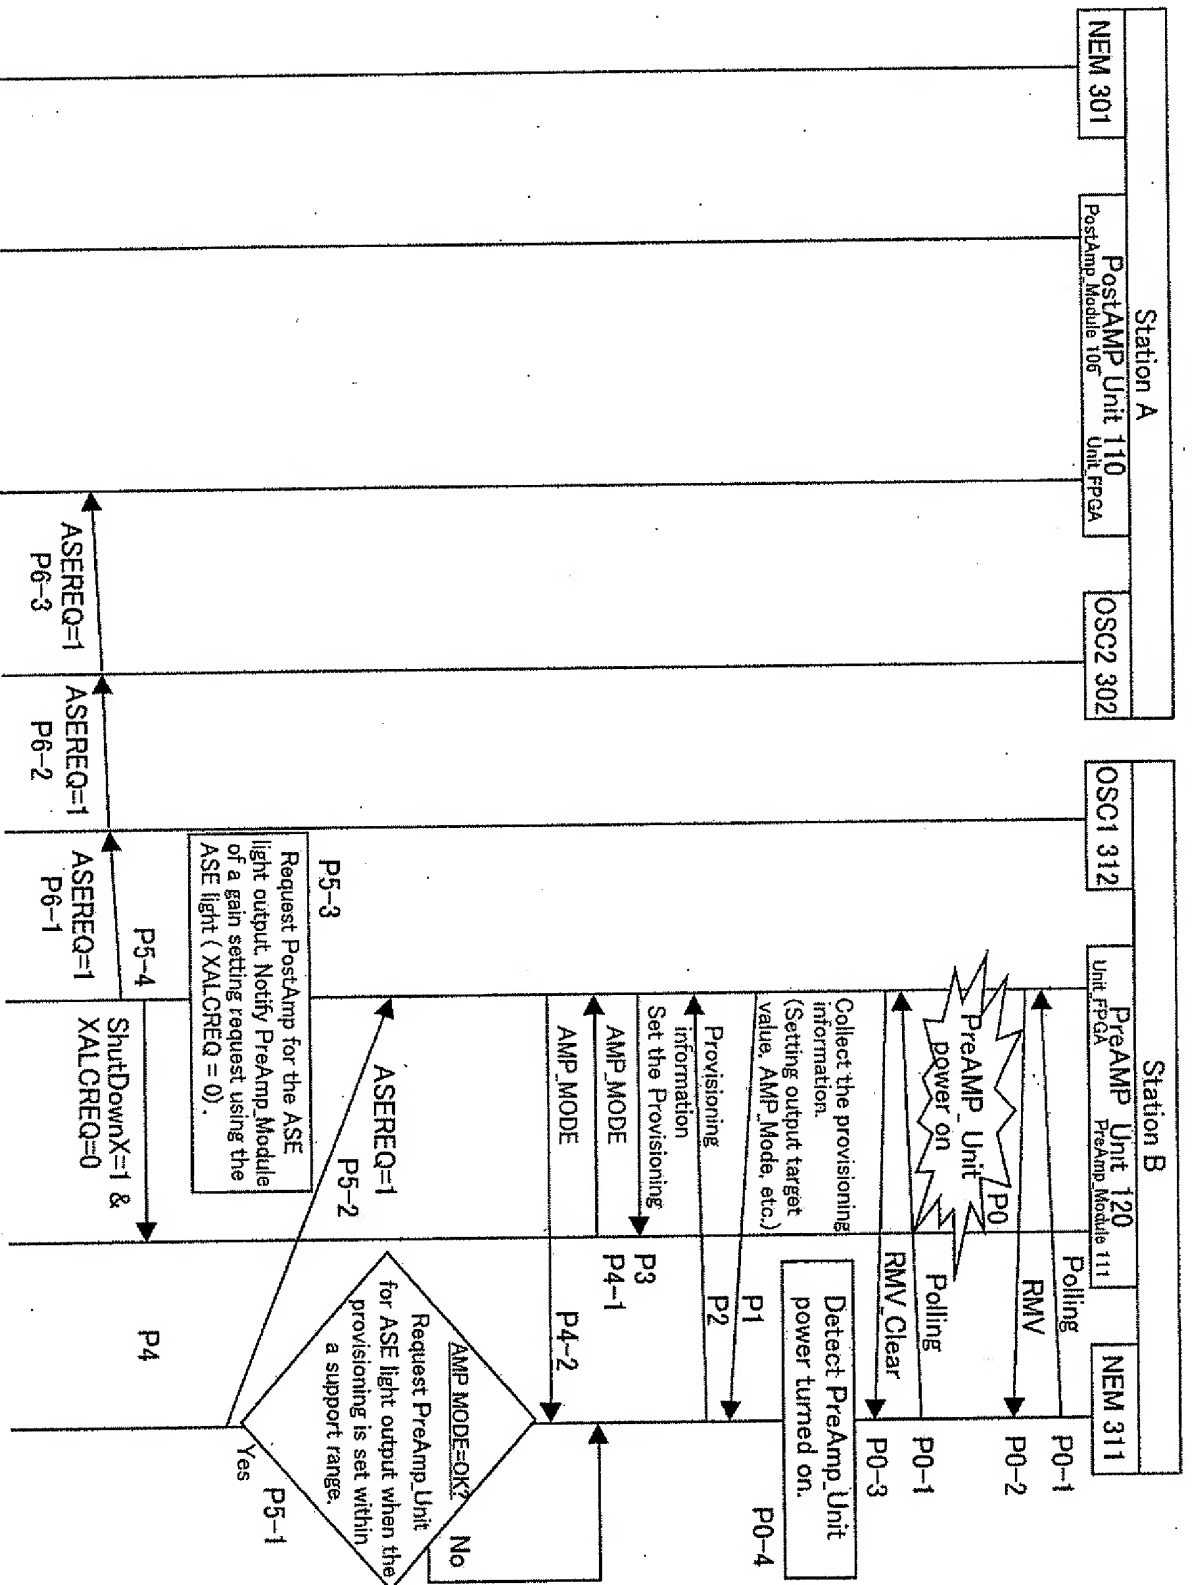 Station A
Station B
NEM 301
PostAMP Unit 110
PostAmp_Module 106
Unit_FPGA
OSC2 302
OSC1 312
PreAMP Unit 120
Unit_FPGA
PreAmp_Module 111
NEM 311
Polling
P0-1
RMV
P0-2
PreAMP_Unit
power on
P0
Polling
P0-1
RMV_Clear
P0-3
Detect PreAmp_Unit
power turned on.
P0-4
Collect the provisioning
information.
(Setting output target
value, AMP_Mode, etc.)
P1
Provisioning
information
P2
Set the Provisioning
P3
AMP_MODE
P4-1
AMP_MODE
P4-2
AMP MODE=OK?
Request PreAmp_Unit
for ASE light output when the
provisioning is set within
a support range.
No
Yes
P5-1
ASEREQ=1
P5-2
P5-3
Request PostAmp for the ASE
light output. Notify PreAmp_Module
of a gain setting request using the
ASE light ( XALCREQ = 0).
P4
P5-4
ShutDownX=1 &
XALCREQ=0
ASEREQ=1
P6-1
ASEREQ=1
P6-2
ASEREQ=1
P6-3